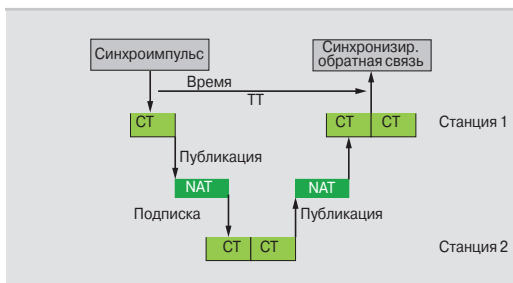 Синхроимпульс
Синхронизир.
обратная связь
Время
TT
CT
CT CT
Станция 1
Публикация
NAT
NAT
Подписка
Публикация
CT CT
Станция 2